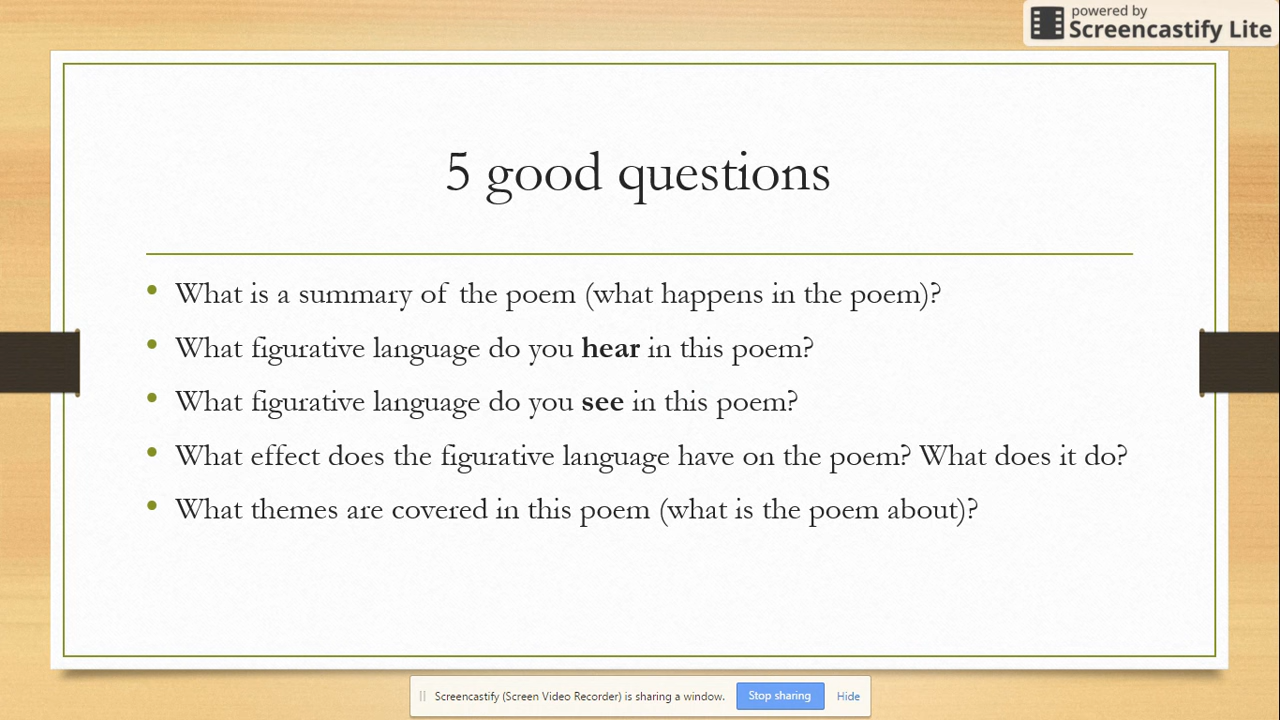 powered by
Screencastify Lite
5 good questions
• What is a summary of the poem (what happens in the poem)?
• What figurative language do you hear in this poem?
• What figurative language do you see in this poem?
• What effect does the figurative language have on the poem? What does it do?
• What themes are covered in this poem (what is the poem about)?
Screencastify (Screen Video Recorder) is sharing a window. Stop sharing Hide